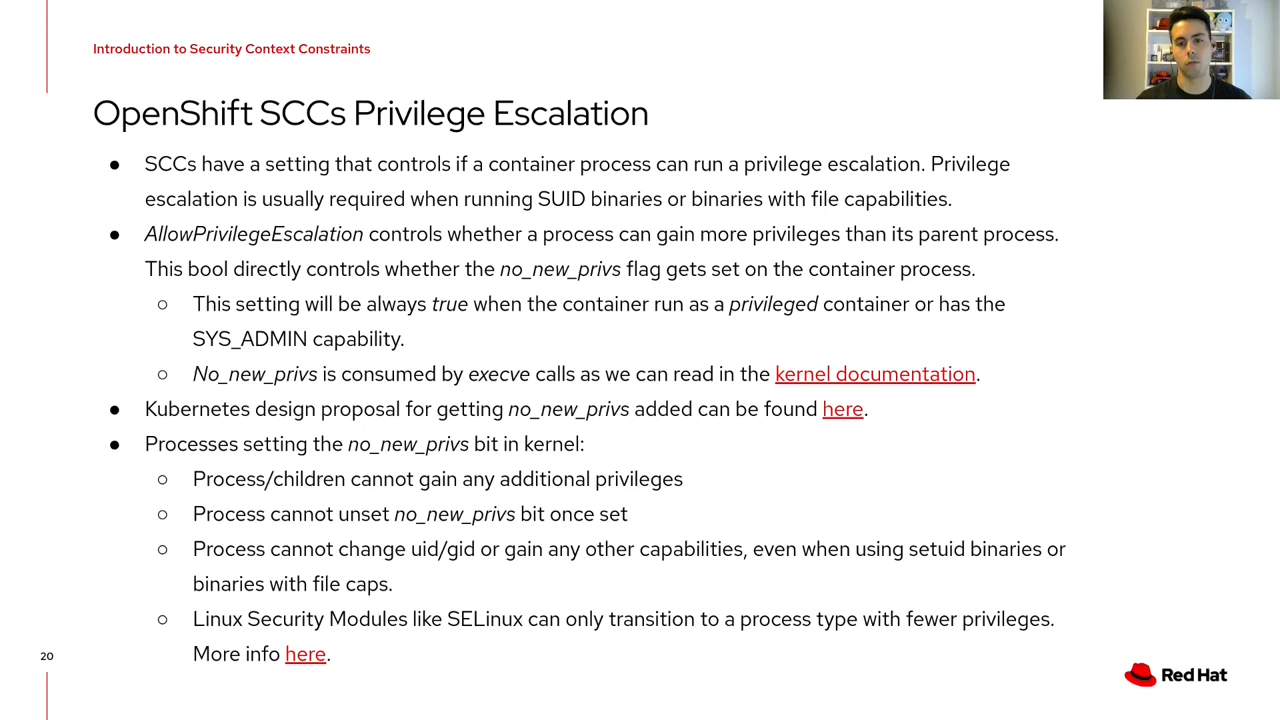 Introduction to Security Context Constraints
OpenShift SCCs Privilege Escalation
● SCCs have a setting that controls if a container process can run a privilege escalation. Privilege
escalation is usually required when running SUID binaries or binaries with file capabilities.
● AllowPrivilegeEscalation controls whether a process can gain more privileges than its parent process.
This bool directly controls whether the no_new_privs flag gets set on the container process.
○ This setting will be always true when the container run as a privileged container or has the
SYS_ADMIN capability.
○ No_new_privs is consumed by execve calls as we can read in the kernel documentation.
● Kubernetes design proposal for getting no_new_privs added can be found here.
● Processes setting the no_new_privs bit in kernel:
○ Process/children cannot gain any additional privileges
○ Process cannot unset no_new_privs bit once set
○ Process cannot change uid/gid or gain any other capabilities, even when using setuid binaries or
binaries with file caps.
○ Linux Security Modules like SELinux can only transition to a process type with fewer privileges.
More info here.
20
Red Hat